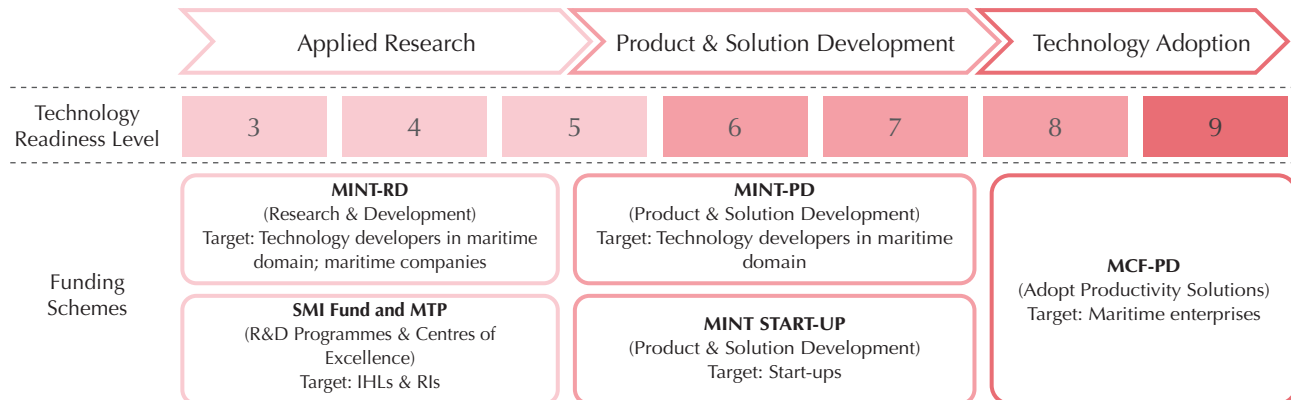 Applied Research
Product & Solution Development
Technology Adoption
Technology
Readiness Level
3
4
5
6
7
8
9
Funding
Schemes
MINT-RD
(Research & Development)
Target: Technology developers in maritime
domain; maritime companies
SMI Fund and MTP
(R&D Programmes & Centres of
Excellence)
Target: IHLs & RIs
MINT-PD
(Product & Solution Development)
Target: Technology developers in maritime
domain
MINT START-UP
(Product & Solution Development)
Target: Start-ups
MCF-PD
(Adopt Productivity Solutions)
Target: Maritime enterprises